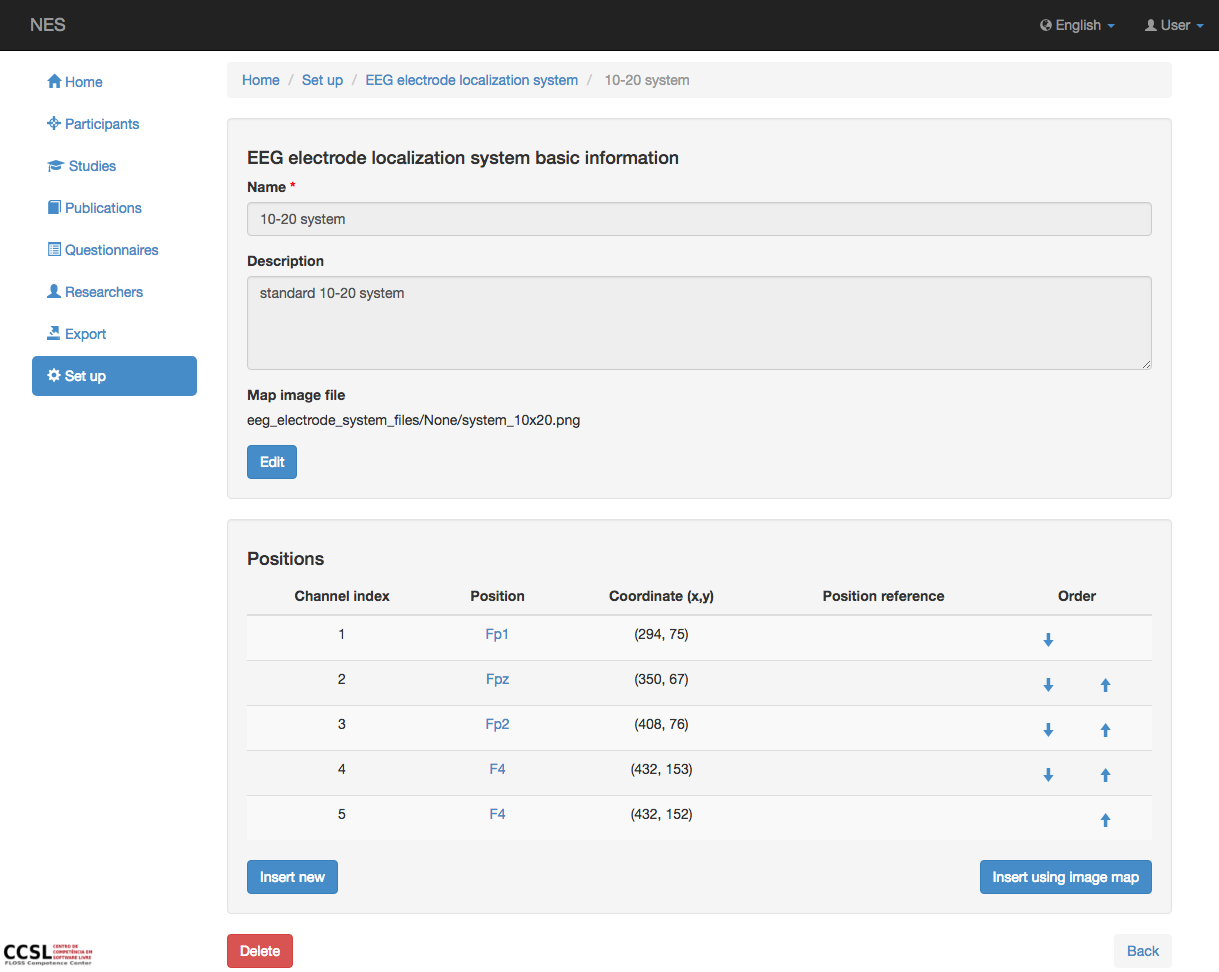 NES English User
Home
Participants
Studies
Publications
Questionnaires
Researchers
Export
Set up
Home / Set up / EEG electrode localization system / 10-20 system
EEG electrode localization system basic information
Name *
10-20 system
Description
standard 10-20 system
Map image file
eeg_electrode_system_files/None/system_10x20.png
Edit
Positions
Channel index Position Coordinate (x,y) Position reference Order
1 Fp1 (294, 75)
2 Fpz (350, 67)
3 Fp2 (408, 76)
4 F4 (432, 153)
5 F4 (432, 152)
Insert new Insert using image map
Delete Back
CCSL
CENTRO DE
COMPETÊNCIA EM
SOFTWARE LIVRE
FLOSS Competence Center